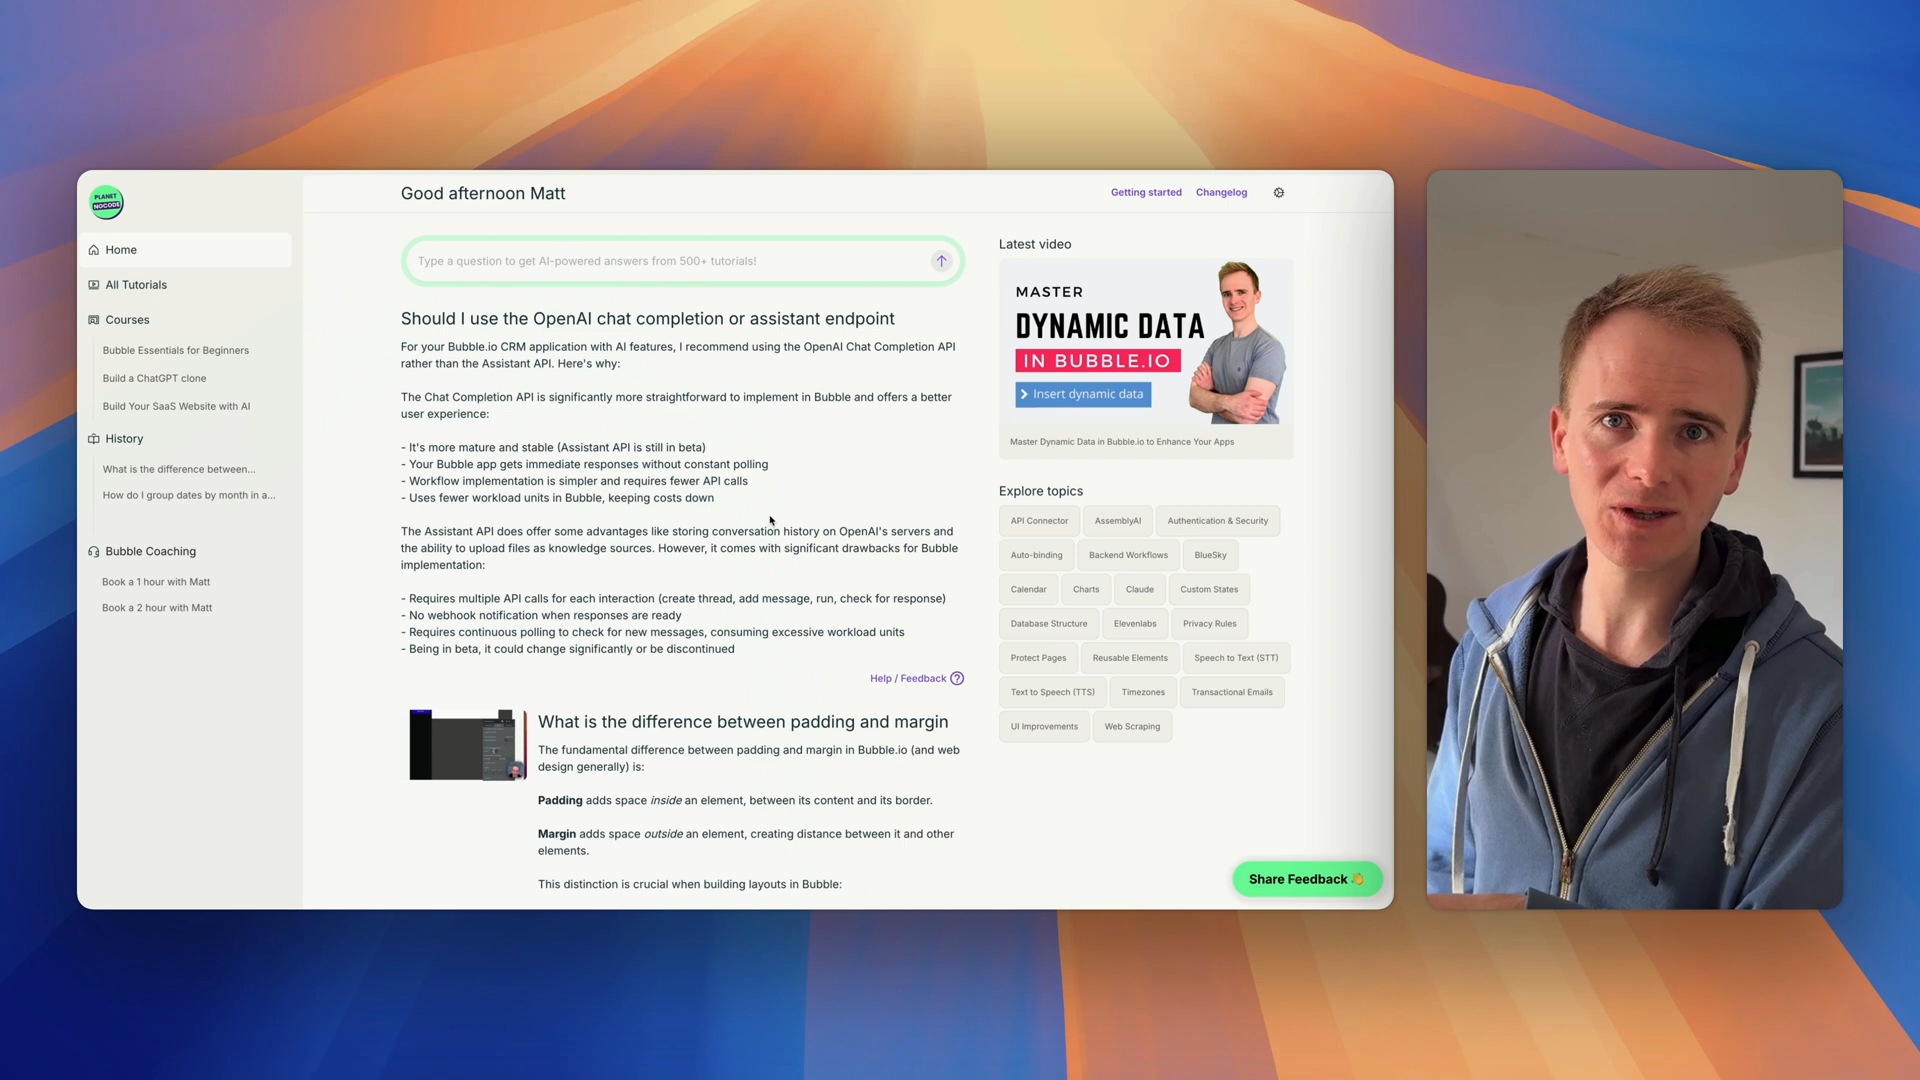 PLANET
NOCODE
Home
All Tutorials
Courses
Bubble Essentials for Beginners
Build a ChatGPT clone
Build Your SaaS Website with AI
History
What is the difference between...
How do I group dates by month in a...
Bubble Coaching
Book a 1 hour with Matt
Book a 2 hour with Matt
Good afternoon Matt
Getting started
Changelog
Type a question to get AI-powered answers from 500+ tutorials!
Should I use the OpenAI chat completion or assistant endpoint
For your Bubble.io CRM application with AI features, I recommend using the OpenAI Chat Completion API
rather than the Assistant API. Here's why:
The Chat Completion API is significantly more straightforward to implement in Bubble and offers a better
user experience:
- It's more mature and stable (Assistant API is still in beta)
- Your Bubble app gets immediate responses without constant polling
- Workflow implementation is simpler and requires fewer API calls
- Uses fewer workload units in Bubble, keeping costs down
The Assistant API does offer some advantages like storing conversation history on OpenAI's servers and
the ability to upload files as knowledge sources. However, it comes with significant drawbacks for Bubble
implementation:
- Requires multiple API calls for each interaction (create thread, add message, run, check for response)
- No webhook notification when responses are ready
- Requires continuous polling to check for new messages, consuming excessive workload units
- Being in beta, it could change significantly or be discontinued
Help / Feedback
What is the difference between padding and margin
The fundamental difference between padding and margin in Bubble.io (and web
design generally) is:
Padding adds space inside an element, between its content and its border.
Margin adds space outside an element, creating distance between it and other
elements.
This distinction is crucial when building layouts in Bubble:
Latest video
MASTER
DYNAMIC DATA
IN BUBBLE.IO
Insert dynamic data
Master Dynamic Data in Bubble.io to Enhance Your Apps
Explore topics
API Connector
AssemblyAI
Authentication & Security
Auto-binding
Backend Workflows
BlueSky
Calendar
Charts
Claude
Custom States
Database Structure
Elevenlabs
Privacy Rules
Protect Pages
Reusable Elements
Speech to Text (STT)
Text to Speech (TTS)
Timezones
Transactional Emails
UI Improvements
Web Scraping
Share Feedback 👋